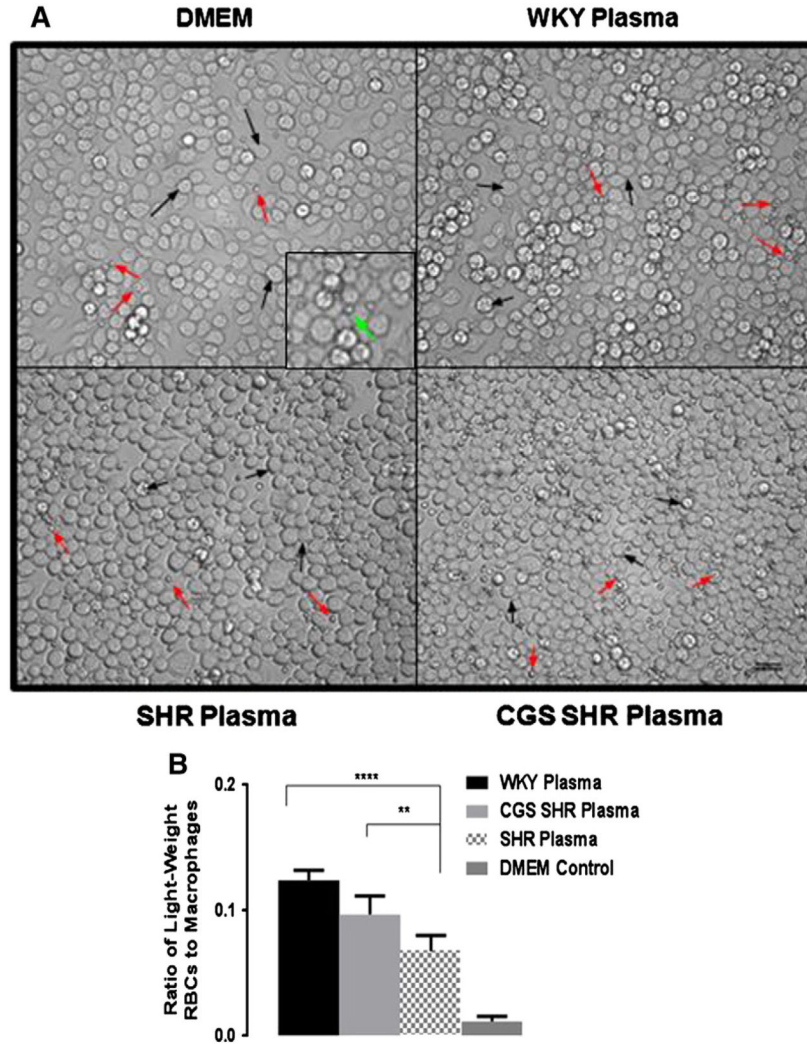 A
DMEM
WKY Plasma
SHR Plasma
CGS SHR Plasma
B
Ratio of Light-Weight
RBCs to Macrophages
0.2
0.1
0.0
****
**
WKY Plasma
CGS SHR Plasma
SHR Plasma
DMEM Control